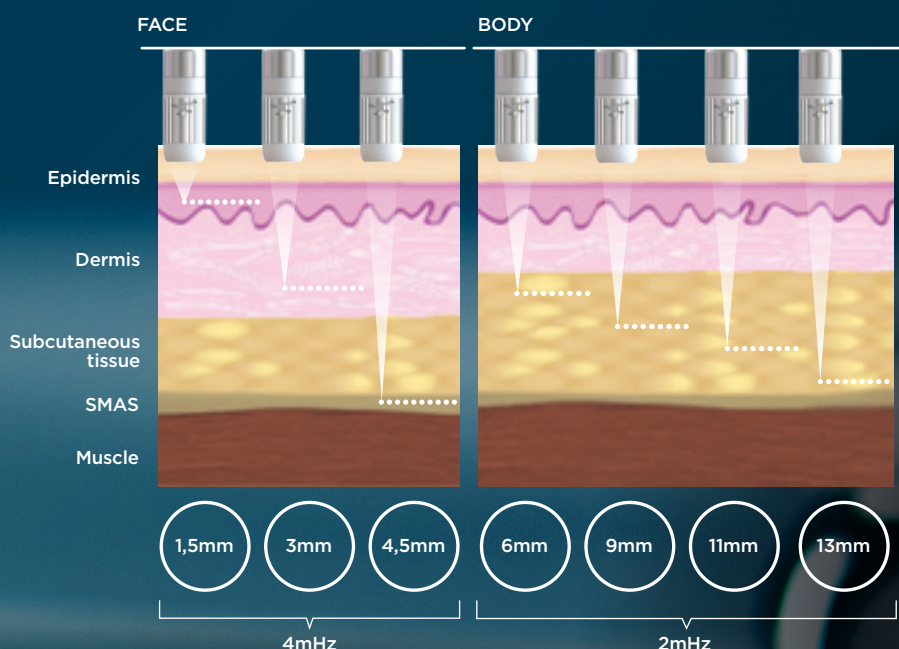 FACE
BODY
Epidermis
Dermis
Subcutaneous
tissue
SMAS
Muscle
1,5mm
3mm
4,5mm
6mm
9mm
11mm
13mm
4mHz
2mHz